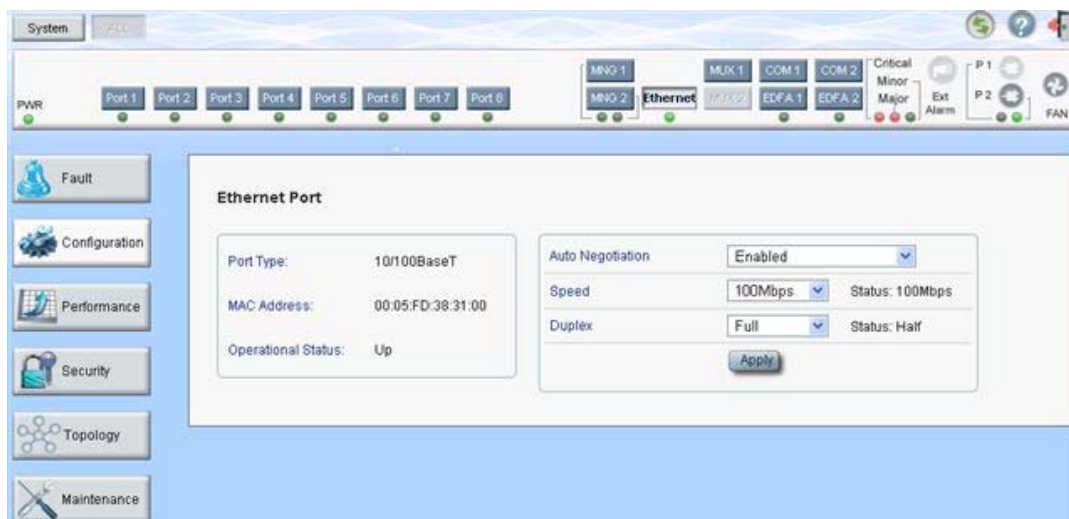 System ALL
MNG 1 MUX 1 COM 1 COM 2 Critical P 1
Minor
PWR Port 1 Port 2 Port 3 Port 4 Port 5 Port 6 Port 7 Port 8 MNG 2 Ethernet MUX 2 EDFA 1 EDFA 2 Major Ext Alarm P 2 FAN
Fault
Configuration
Performance
Security
Topology
Maintenance
Ethernet Port
Port Type: 10/100BaseT
MAC Address: 00:05:FD:38:31:00
Operational Status: Up
Auto Negotiation Enabled
Speed 100Mbps Status: 100Mbps
Duplex Full Status: Half
Apply